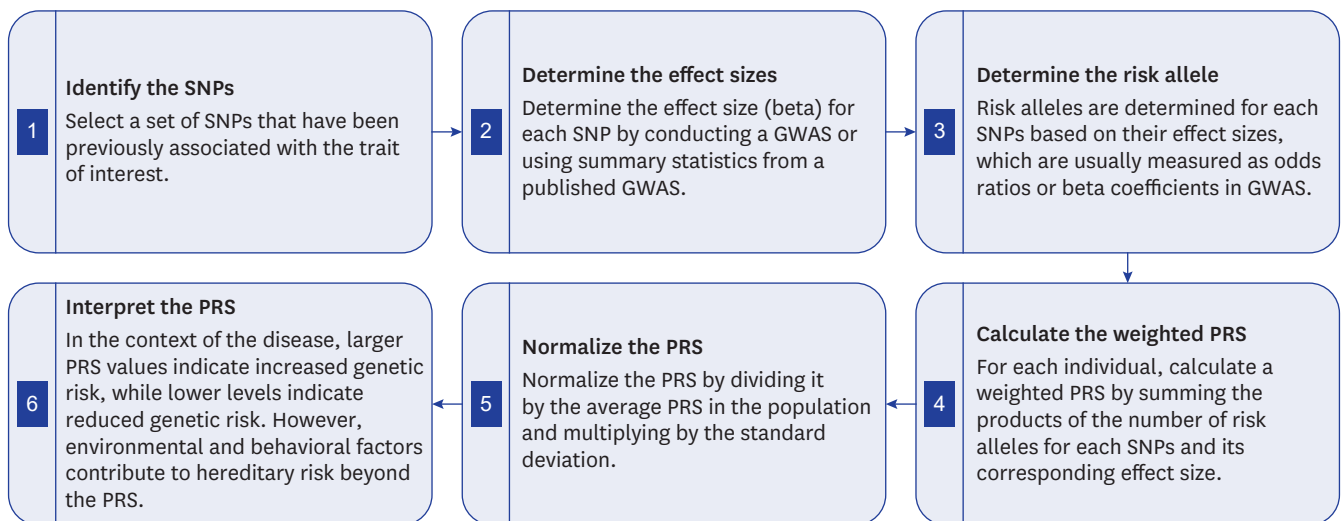 1
Identify the SNPs
Select a set of SNPs that have been
previously associated with the trait
of interest.
2
Determine the effect sizes
Determine the effect size (beta) for
each SNP by conducting a GWAS or
using summary statistics from a
published GWAS.
3
Determine the risk allele
Risk alleles are determined for each
SNPs based on their effect sizes,
which are usually measured as odds
ratios or beta coefficients in GWAS.
4
Calculate the weighted PRS
For each individual, calculate a
weighted PRS by summing the
products of the number of risk
alleles for each SNPs and its
corresponding effect size.
5
Normalize the PRS
Normalize the PRS by dividing it
by the average PRS in the population
and multiplying by the standard
deviation.
6
Interpret the PRS
In the context of the disease, larger
PRS values indicate increased genetic
risk, while lower levels indicate
reduced genetic risk. However,
environmental and behavioral factors
contribute to hereditary risk beyond
the PRS.